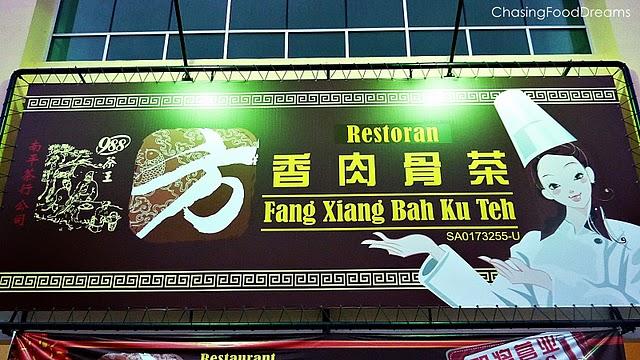 ChasingFoodDreams
988
茶王
南平茶行公司
方
Restoran
香肉骨茶
Fang Xiang Bah Ku Teh
SA0173255-U
Restaurant